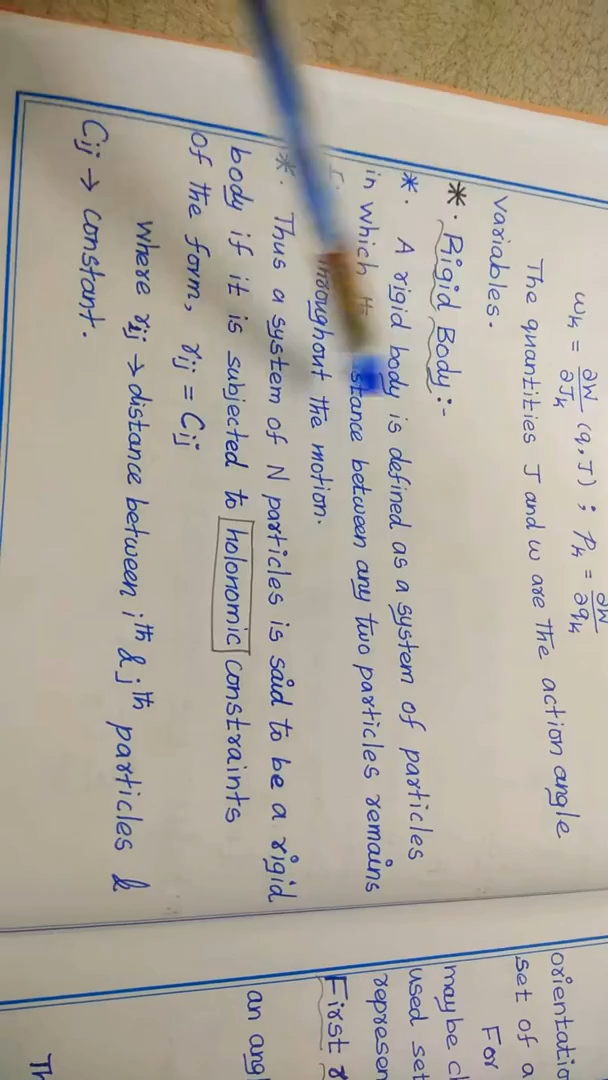 ωk = ∂W/∂Jk (q, J) ; Pk = ∂W/∂qk
The quantities J and ω are the action angle
variables.
*. Rigid Body:-
*. A rigid body is defined as a system of particles
in which stance between any two particles remains
throughout the motion.
*. Thus a system of N particles is said to be a rigid
body if it is subjected to holonomic constraints
of the form, rij = Cij
where rij → distance between ith & jth particles &
Cij → constant.
orientatio
set of a
For
maybe c
used set
represen
First r
an ang
Th